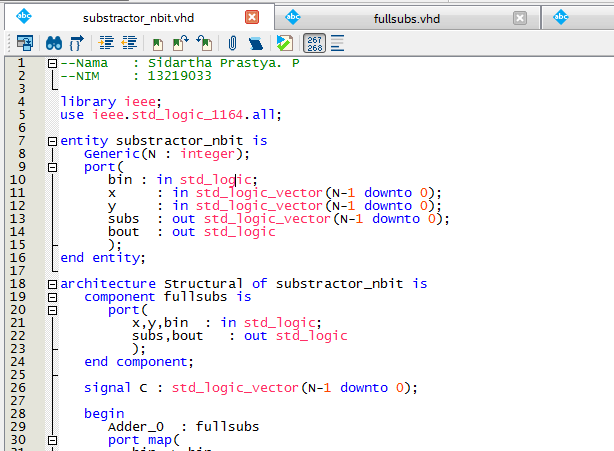 substractor_nbit.vhd fullsubs.vhd
1 --Nama : Sidartha Prastya. P
2 --NIM : 13219033
3
4 library ieee;
5 use ieee.std_logic_1164.all;
6
7 entity substractor_nbit is
8 Generic(N : integer);
9 port(
10 bin : in std_logic;
11 x : in std_logic_vector(N-1 downto 0);
12 y : in std_logic_vector(N-1 downto 0);
13 subs : out std_logic_vector(N-1 downto 0);
14 bout : out std_logic
15 );
16 end entity;
17
18 architecture Structural of substractor_nbit is
19 component fullsubs is
20 port(
21 x,y,bin : in std_logic;
22 subs,bout : out std_logic
23 );
24 end component;
25
26 signal C : std_logic_vector(N-1 downto 0);
27
28 begin
29 Adder_0 : fullsubs
30 port map(